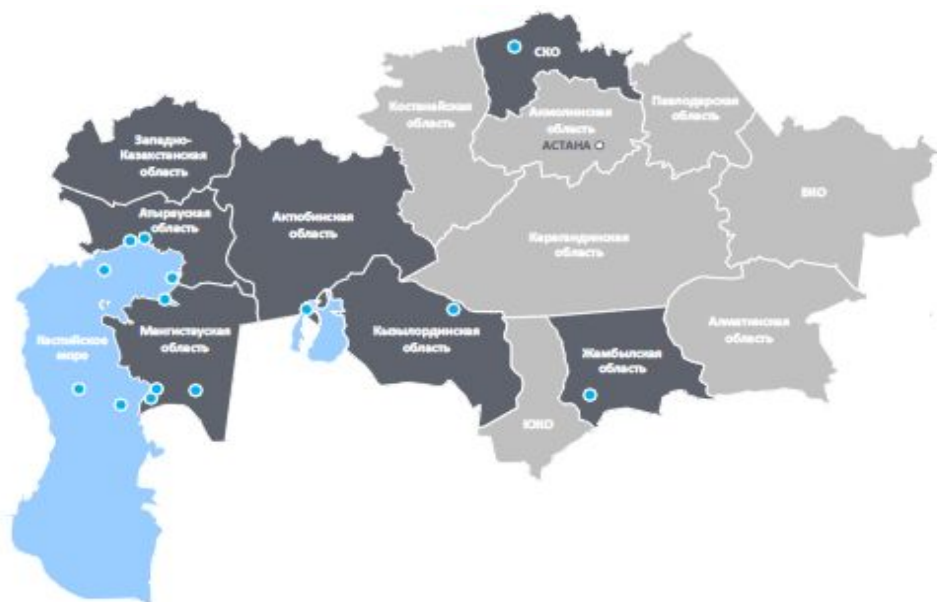 СКО
Костанайская
область
Акмолинская
область
АСТАНА
Павлодарская
область
Западно-
Казахстанская
область
ВКО
Атырауская
область
Актюбинская
область
Карагандинская
область
Мангистауская
область
Кызылординская
область
Алматинская
область
Каспийское
море
Жамбылская
область
ЮКО